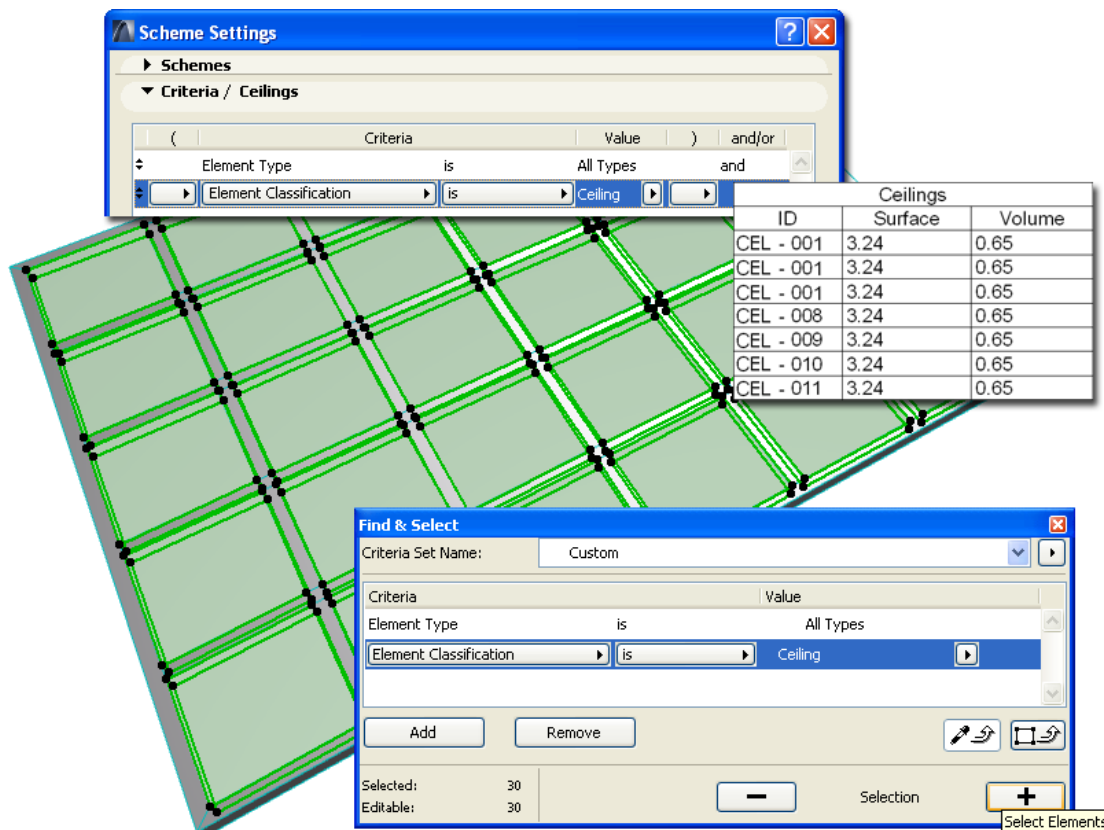 Scheme Settings
Schemes
Criteria / Ceilings
( Criteria Value ) and/or
Element Type is All Types and
Element Classification is Ceiling
Ceilings
ID Surface Volume
CEL - 001 3.24 0.65
CEL - 001 3.24 0.65
CEL - 001 3.24 0.65
CEL - 008 3.24 0.65
CEL - 009 3.24 0.65
CEL - 010 3.24 0.65
CEL - 011 3.24 0.65
Find & Select
Criteria Set Name: Custom
Criteria Value
Element Type is All Types
Element Classification is Ceiling
Add Remove
Selected: 30
Editable: 30
Selection
Select Elements